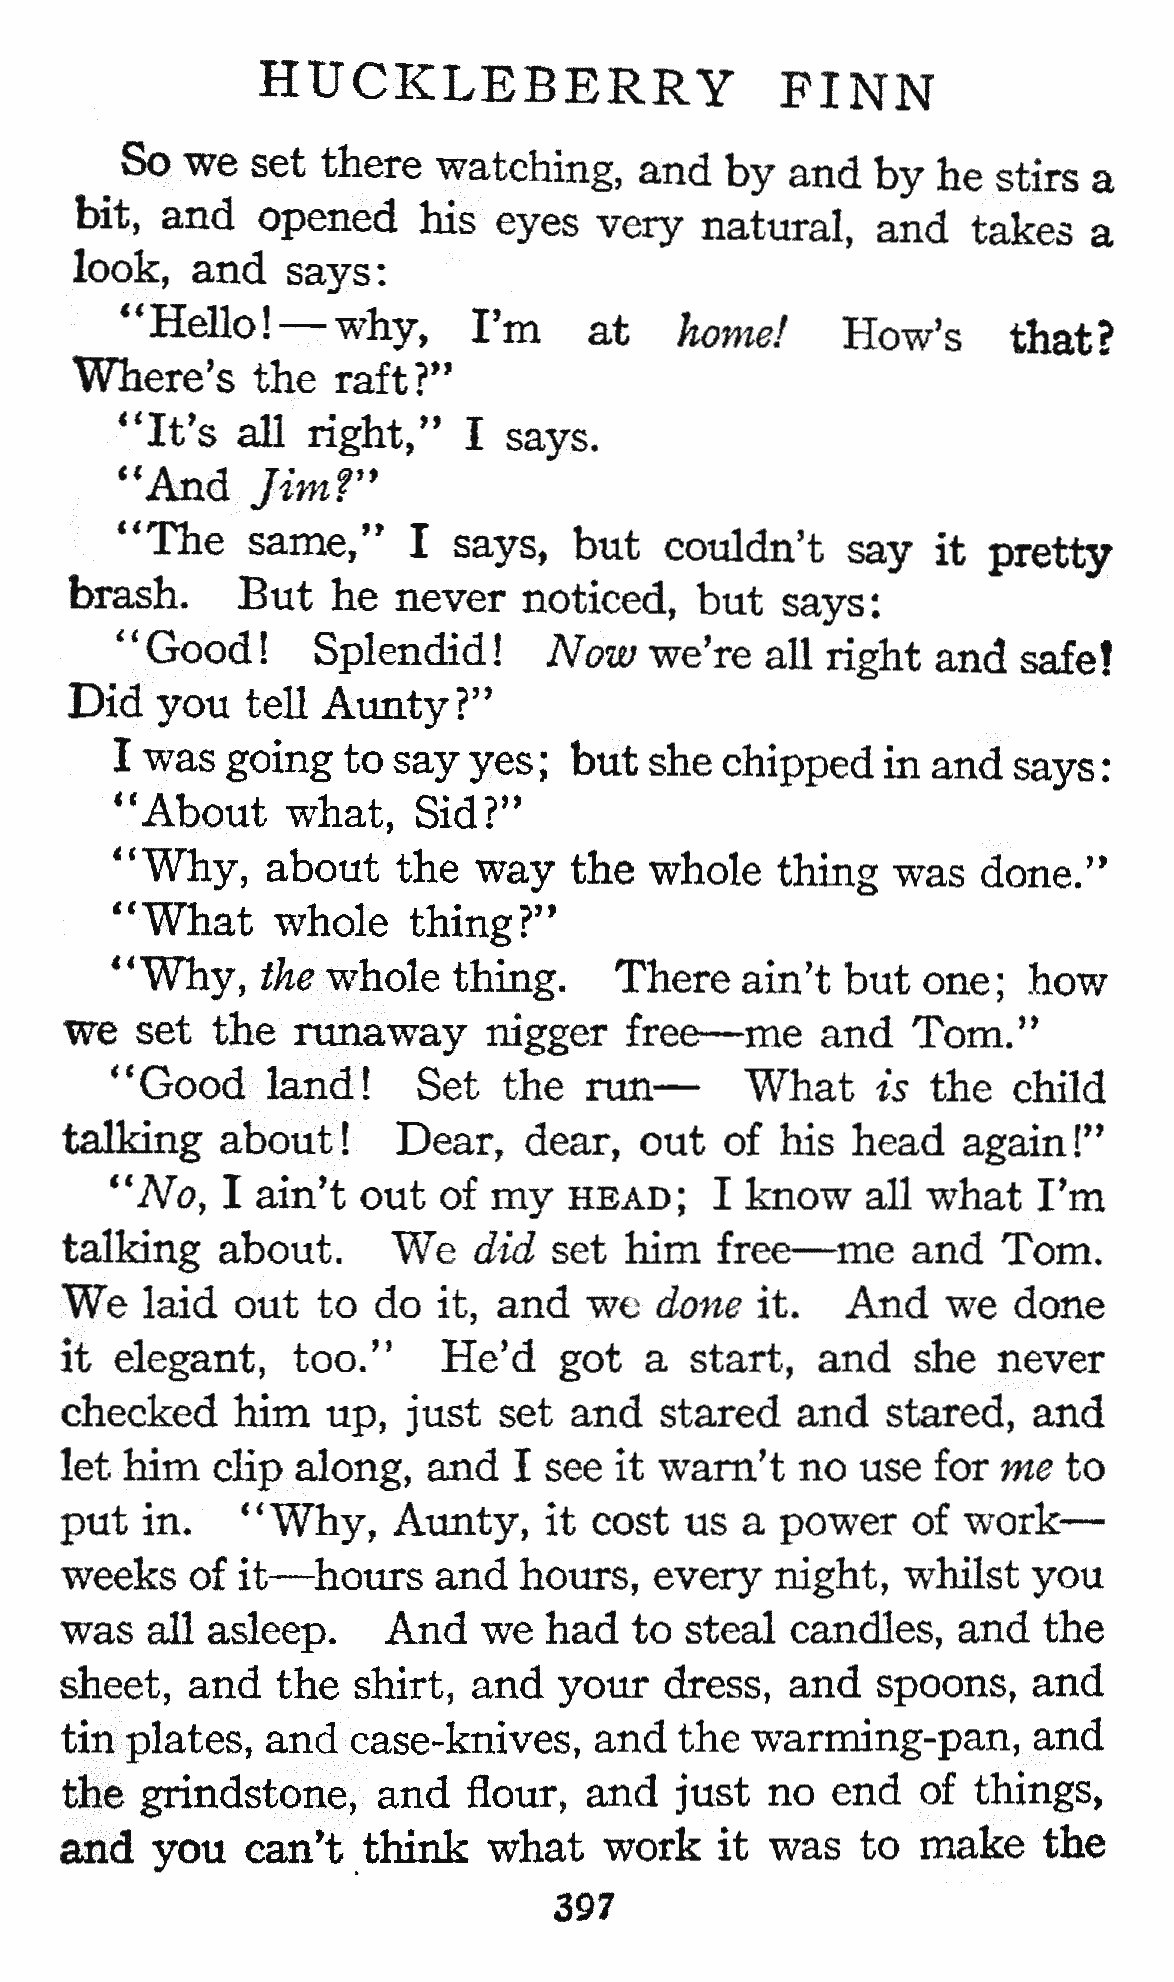 HUCKLEBERRY FINN
So we set there watching, and by and by he stirs a
bit, and opened his eyes very natural, and takes a
look, and says:
“Hello!—why, I’m at home! How’s that?
Where’s the raft?”
“It’s all right,” I says.
“And Jim?”
“The same,” I says, but couldn’t say it pretty
brash. But he never noticed, but says:
“Good! Splendid! Now we’re all right and safe!
Did you tell Aunty?”
I was going to say yes; but she chipped in and says:
“About what, Sid?”
“Why, about the way the whole thing was done.”
“What whole thing?”
“Why, the whole thing. There ain’t but one; how
we set the runaway nigger free—me and Tom.”
“Good land! Set the run— What is the child
talking about! Dear, dear, out of his head again!”
“No, I ain’t out of my HEAD; I know all what I’m
talking about. We did set him free—me and Tom.
We laid out to do it, and we done it. And we done
it elegant, too.” He’d got a start, and she never
checked him up, just set and stared and stared, and
let him clip along, and I see it warn’t no use for me to
put in. “Why, Aunty, it cost us a power of work—
weeks of it—hours and hours, every night, whilst you
was all asleep. And we had to steal candles, and the
sheet, and the shirt, and your dress, and spoons, and
tin plates, and case-knives, and the warming-pan, and
the grindstone, and flour, and just no end of things,
and you can’t think what work it was to make the
397